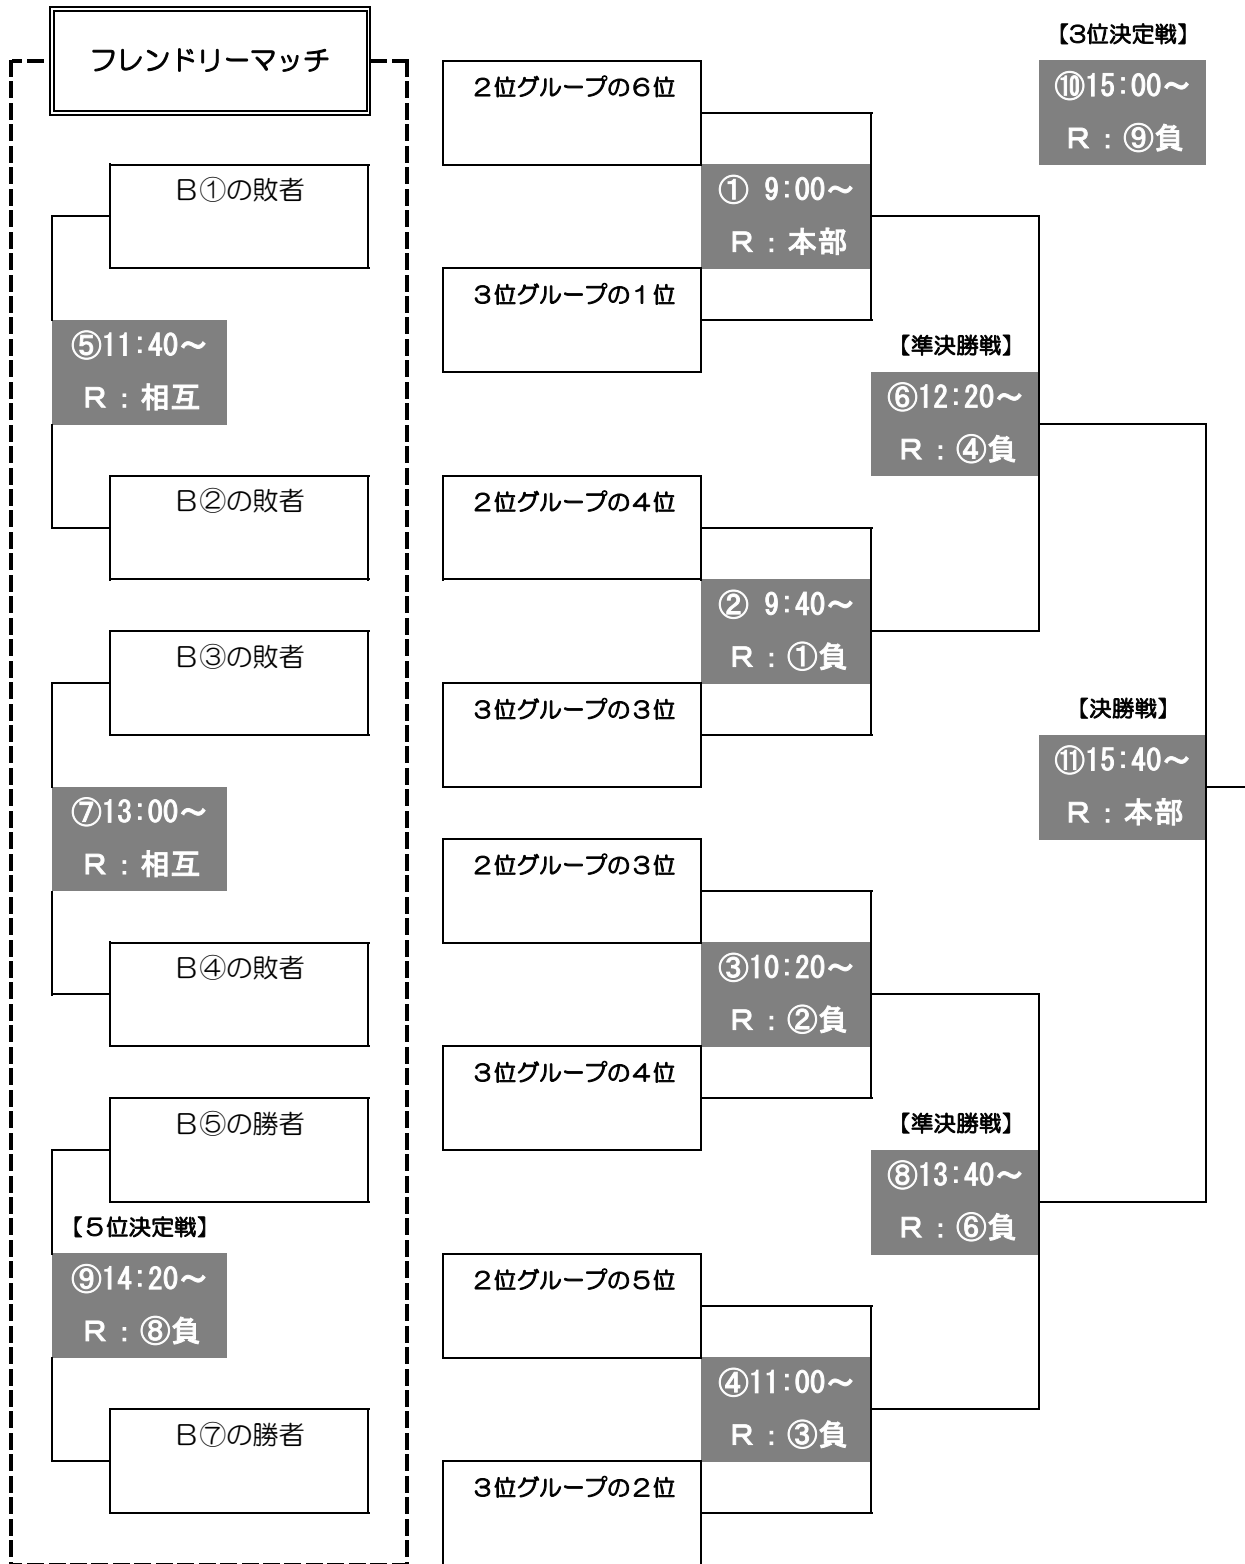 フレンドリーマッチ
B①の敗者
⑤11:40～
R：相互
B②の敗者
B③の敗者
⑦13:00～
R：相互
B④の敗者
B⑤の勝者
【5位決定戦】
⑨14:20～
R：⑧負
B⑦の勝者
2位グループの6位
① 9:00～
R：本部
3位グループの1位
2位グループの4位
② 9:40～
R：①負
3位グループの3位
2位グループの3位
③10:20～
R：②負
3位グループの4位
2位グループの5位
④11:00～
R：③負
3位グループの2位
【準決勝戦】
⑥12:20～
R：④負
【準決勝戦】
⑧13:40～
R：⑥負
【3位決定戦】
⑩15:00～
R：⑨負
【決勝戦】
⑪15:40～
R：本部